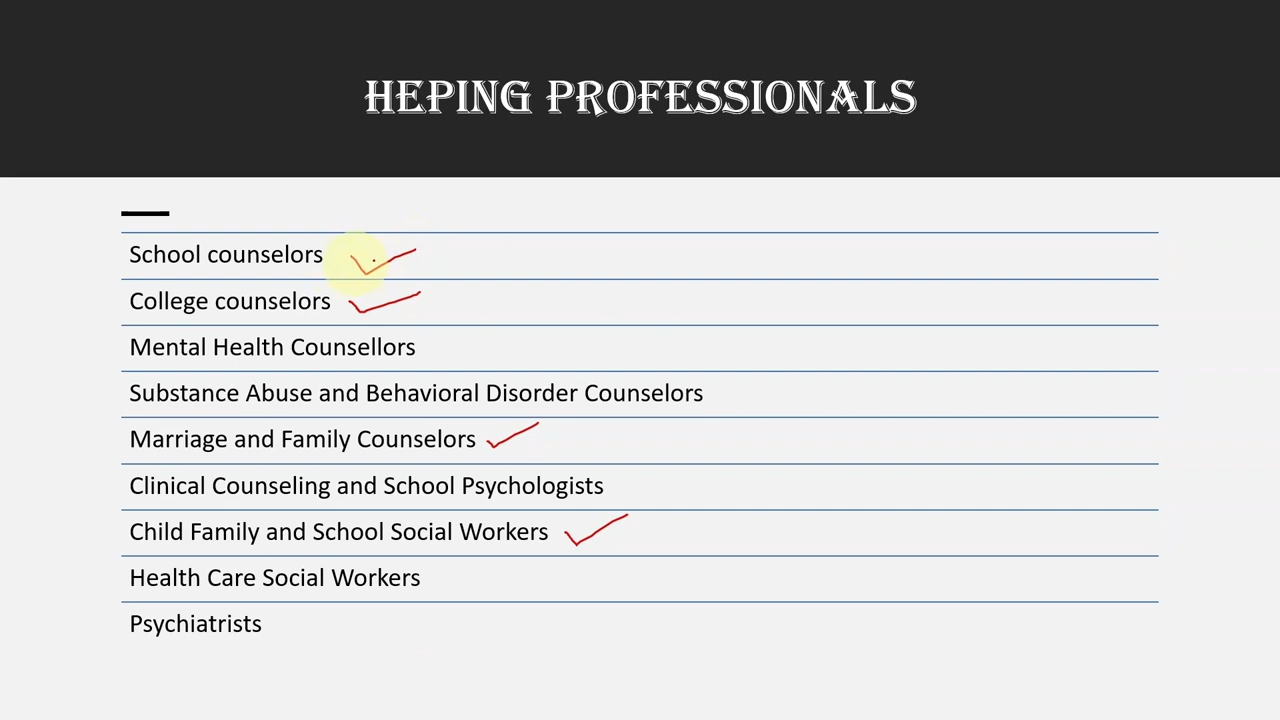 HEPING PROFESSIONALS
School counselors
College counselors
Mental Health Counsellors
Substance Abuse and Behavioral Disorder Counselors
Marriage and Family Counselors
Clinical Counseling and School Psychologists
Child Family and School Social Workers
Health Care Social Workers
Psychiatrists